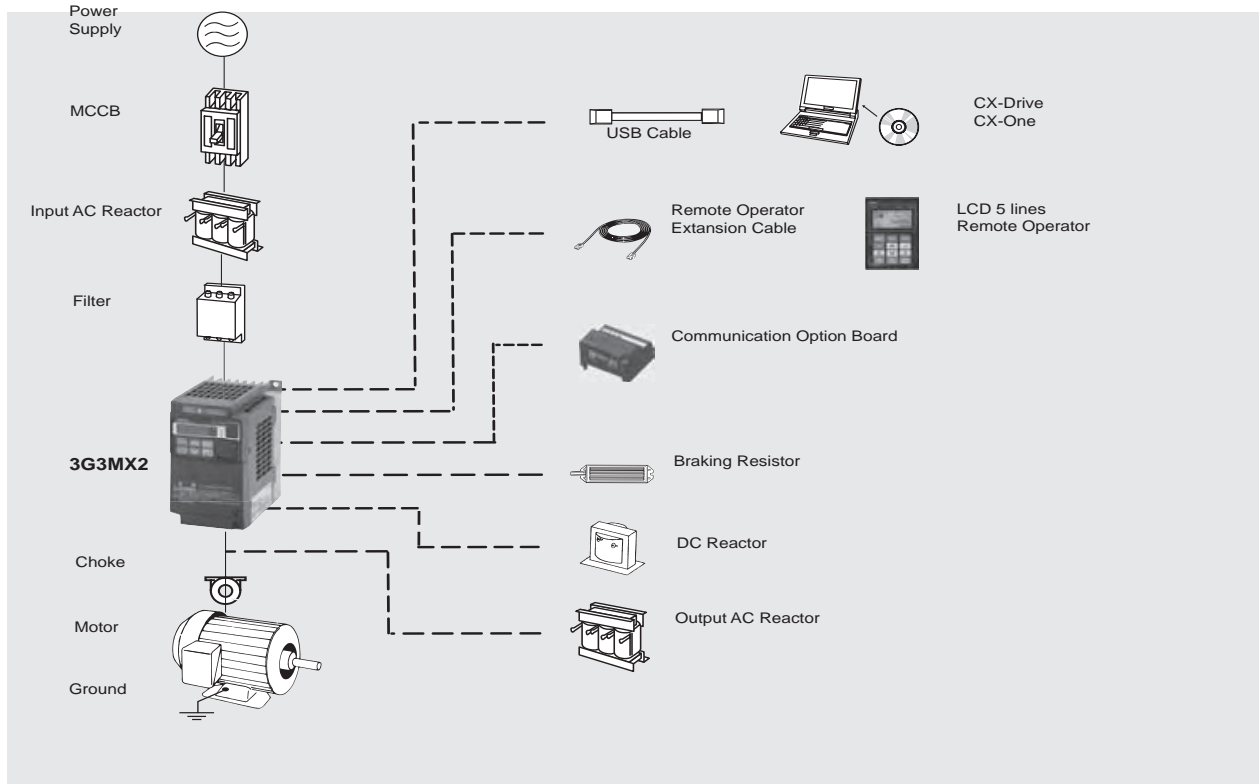 Power
Supply
MCCB
USB Cable
CX-Drive
CX-One
Input AC Reactor
Remote Operator
Extansion Cable
LCD 5 lines
Remote Operator
Filter
Communication Option Board
3G3MX2
Braking Resistor
DC Reactor
Choke
Motor
Output AC Reactor
Ground